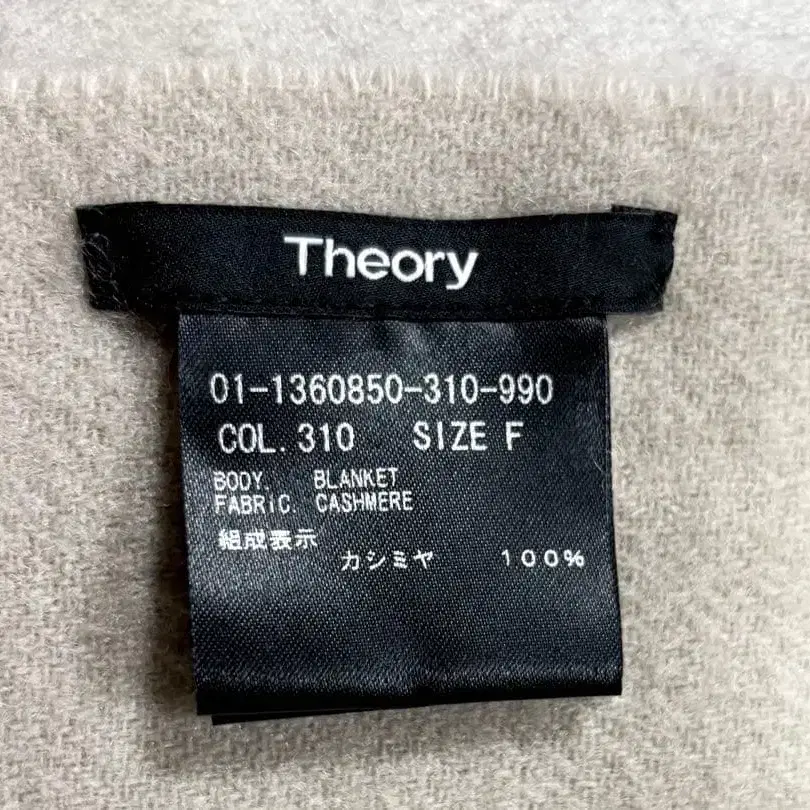 Theory
01-1360850-310-990
COL. 310 SIZE F
BODY. BLANKET
FABRIC. CASHMERE
組成表示
カシミヤ 100%